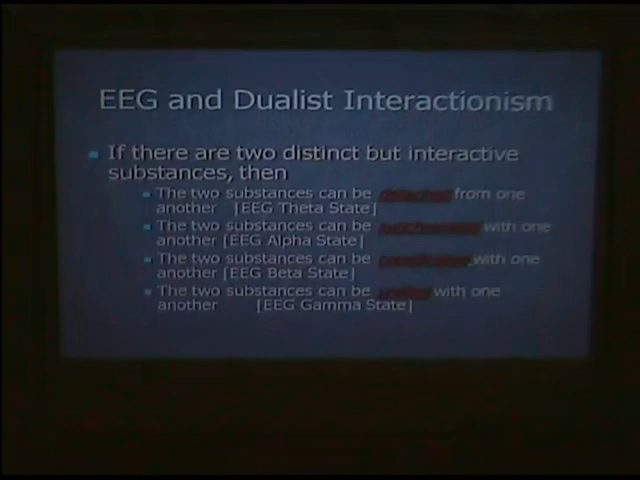 EEG and Dualist Interactionism
If there are two distinct but interactive
substances, then
The two substances can be detached from one
another [EEG Theta State]
The two substances can be with one
another [EEG Alpha State]
The two substances can be with one
another [EEG Beta State]
The two substances can be unified with one
another [EEG Gamma State]